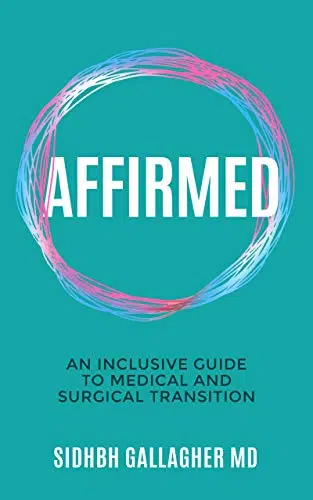 AFFIRMED
AN INCLUSIVE GUIDE
TO MEDICAL AND
SURGICAL TRANSITION
SIDHBH GALLAGHER MD